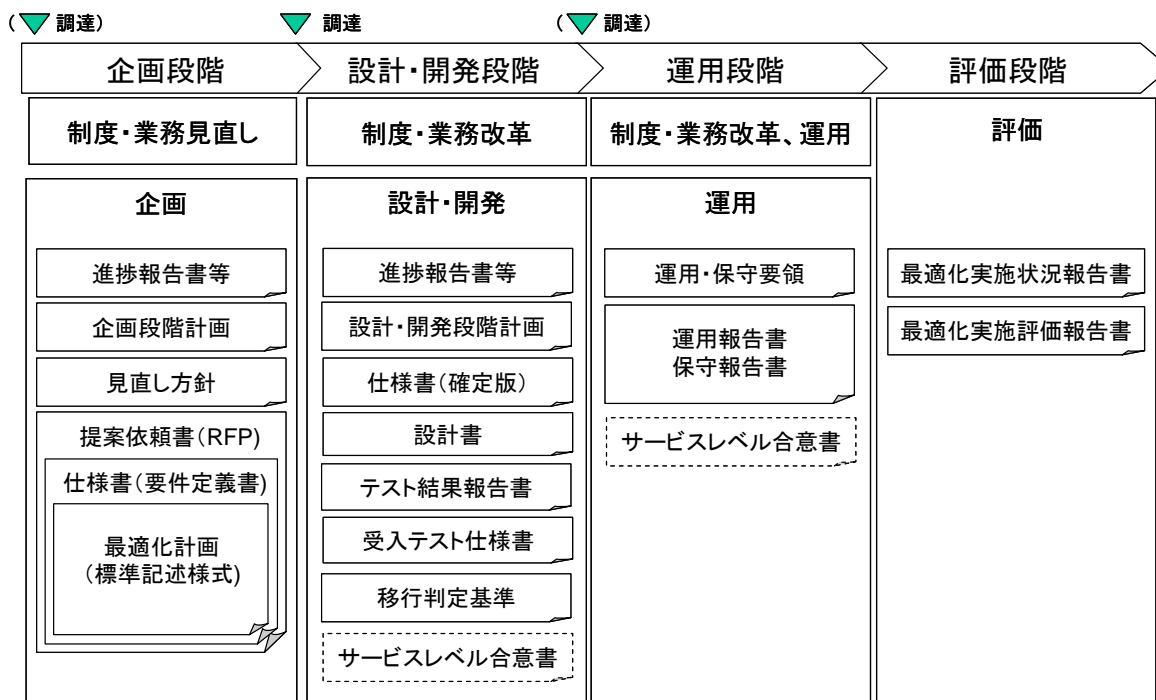 (▼ 調達)
▼ 調達
(▼ 調達)
企画段階
設計・開発段階
運用段階
評価段階
制度・業務見直し
制度・業務改革
制度・業務改革、運用
評価
企画
進捗報告書等
企画段階計画
見直し方針
提案依頼書(RFP)
仕様書(要件定義書)
最適化計画
(標準記述様式)
設計・開発
進捗報告書等
設計・開発段階計画
仕様書(確定版)
設計書
テスト結果報告書
受入テスト仕様書
移行判定基準
サービスレベル合意書
運用
運用・保守要領
運用報告書
保守報告書
サービスレベル合意書
最適化実施状況報告書
最適化実施評価報告書